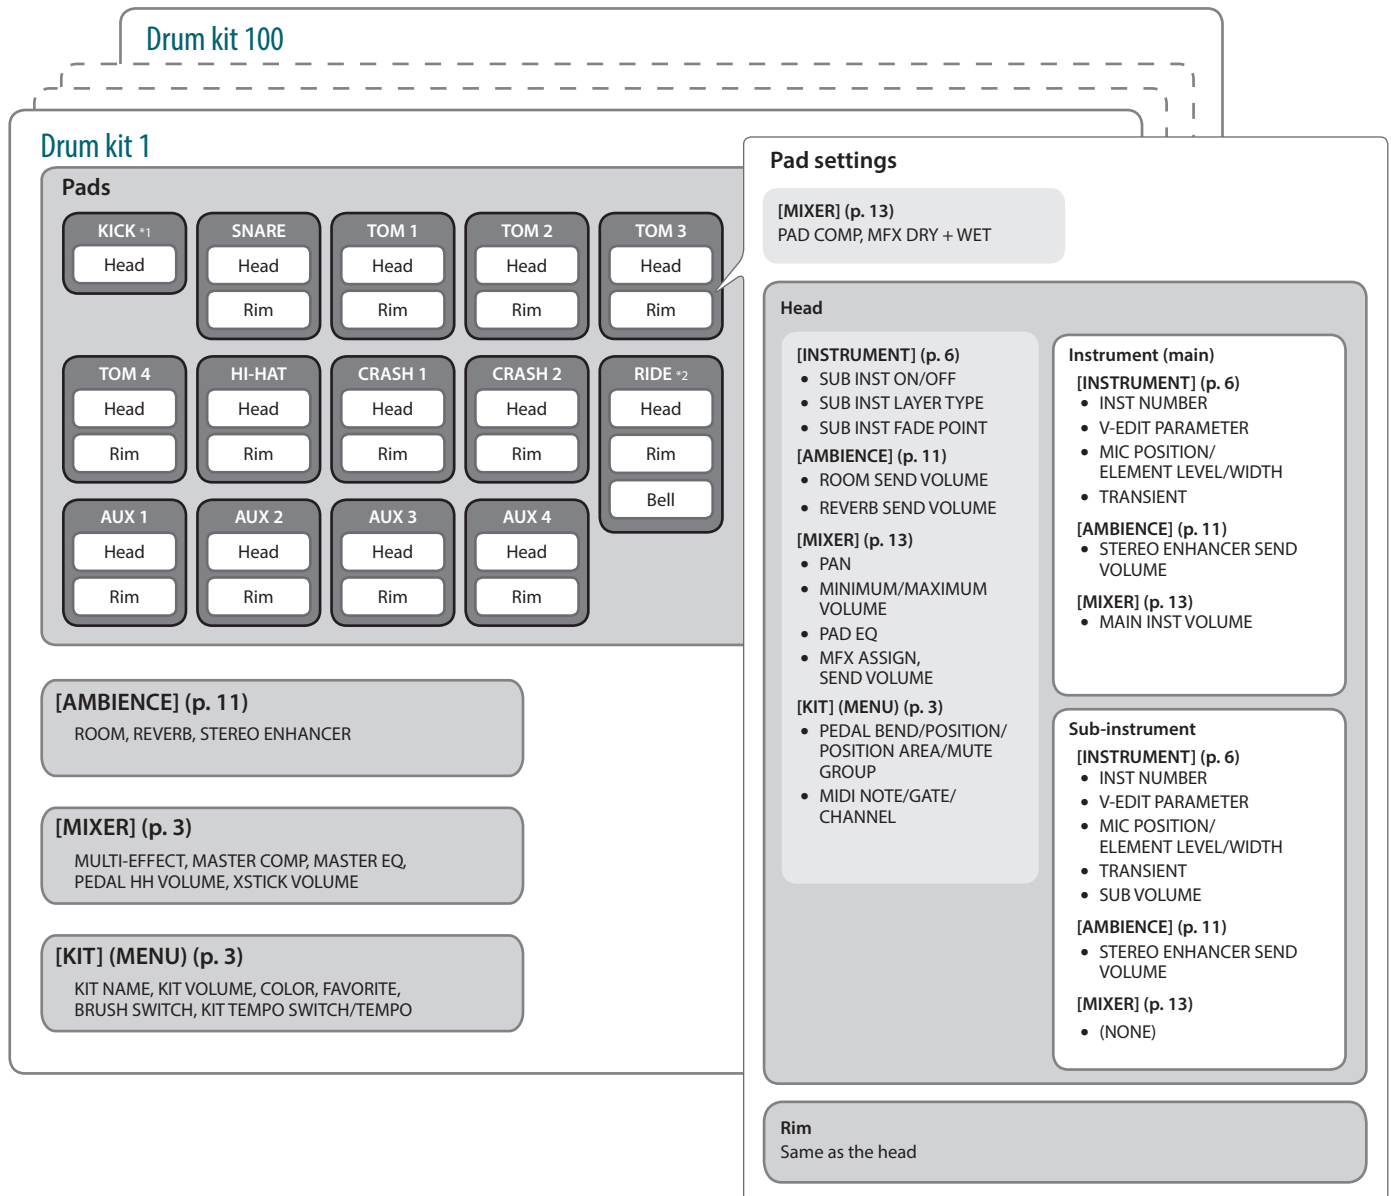 Drum kit 100
Drum kit 1
Pads
KICK *1
Head
SNARE
Head
Rim
TOM 1
Head
Rim
TOM 2
Head
Rim
TOM 3
Head
Rim
TOM 4
Head
Rim
HI-HAT
Head
Rim
CRASH 1
Head
Rim
CRASH 2
Head
Rim
RIDE *2
Head
Rim
Bell
AUX 1
Head
Rim
AUX 2
Head
Rim
AUX 3
Head
Rim
AUX 4
Head
Rim
[AMBIENCE] (p. 11)
ROOM, REVERB, STEREO ENHANCER
[MIXER] (p. 3)
MULTI-EFFECT, MASTER COMP, MASTER EQ,
PEDAL HH VOLUME, XSTICK VOLUME
[KIT] (MENU) (p. 3)
KIT NAME, KIT VOLUME, COLOR, FAVORITE,
BRUSH SWITCH, KIT TEMPO SWITCH/TEMPO
Pad settings
[MIXER] (p. 13)
PAD COMP, MFX DRY + WET
Head
[INSTRUMENT] (p. 6)
• SUB INST ON/OFF
• SUB INST LAYER TYPE
• SUB INST FADE POINT
[AMBIENCE] (p. 11)
• ROOM SEND VOLUME
• REVERB SEND VOLUME
[MIXER] (p. 13)
• PAN
• MINIMUM/MAXIMUM
VOLUME
• PAD EQ
• MFX ASSIGN,
SEND VOLUME
[KIT] (MENU) (p. 3)
• PEDAL BEND/POSITION/
POSITION AREA/MUTE
GROUP
• MIDI NOTE/GATE/
CHANNEL
Instrument (main)
[INSTRUMENT] (p. 6)
• INST NUMBER
• V-EDIT PARAMETER
• MIC POSITION/
ELEMENT LEVEL/WIDTH
• TRANSIENT
[AMBIENCE] (p. 11)
• STEREO ENHANCER SEND
VOLUME
[MIXER] (p. 13)
• MAIN INST VOLUME
Sub-instrument
[INSTRUMENT] (p. 6)
• INST NUMBER
• V-EDIT PARAMETER
• MIC POSITION/
ELEMENT LEVEL/WIDTH
• TRANSIENT
• SUB VOLUME
[AMBIENCE] (p. 11)
• STEREO ENHANCER SEND
VOLUME
[MIXER] (p. 13)
• (NONE)
Rim
Same as the head